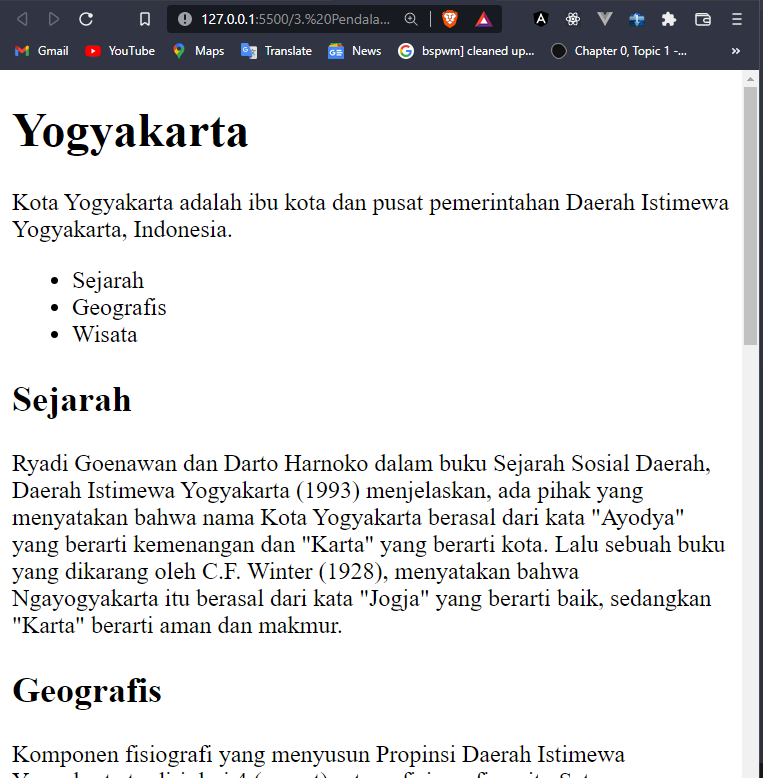 127.0.0.1:5500/3.%20Pendala...
Gmail YouTube Maps Translate News bspwm] cleaned up... Chapter 0, Topic 1 -... »
Yogyakarta
Kota Yogyakarta adalah ibu kota dan pusat pemerintahan Daerah Istimewa
Yogyakarta, Indonesia.
• Sejarah
• Geografis
• Wisata
Sejarah
Ryadi Goenawan dan Darto Harnoko dalam buku Sejarah Sosial Daerah,
Daerah Istimewa Yogyakarta (1993) menjelaskan, ada pihak yang
menyatakan bahwa nama Kota Yogyakarta berasal dari kata "Ayodya"
yang berarti kemenangan dan "Karta" yang berarti kota. Lalu sebuah buku
yang dikarang oleh C.F. Winter (1928), menyatakan bahwa
Ngayogyakarta itu berasal dari kata "Jogja" yang berarti baik, sedangkan
"Karta" berarti aman dan makmur.
Geografis
Komponen fisiografi yang menyusun Propinsi Daerah Istimewa